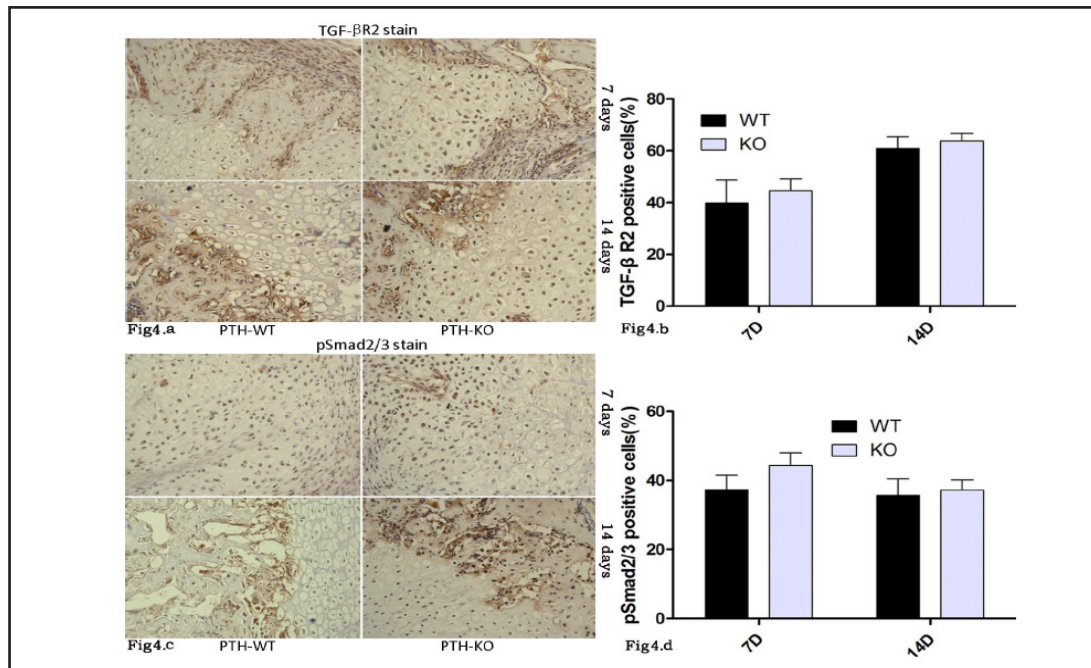 TGF-βR2 stain
7 days
14 days
Fig4.a
PTH-WT
PTH-KO
TGF-β R2 positive cells(%)
80
60
40
20
0
WT
KO
7D
14D
Fig4.b
pSmad2/3 stain
7 days
14 days
Fig4.c
PTH-WT
PTH-KO
pSmad2/3 positive cells(%)
60
40
20
0
WT
KO
7D
14D
Fig4.d